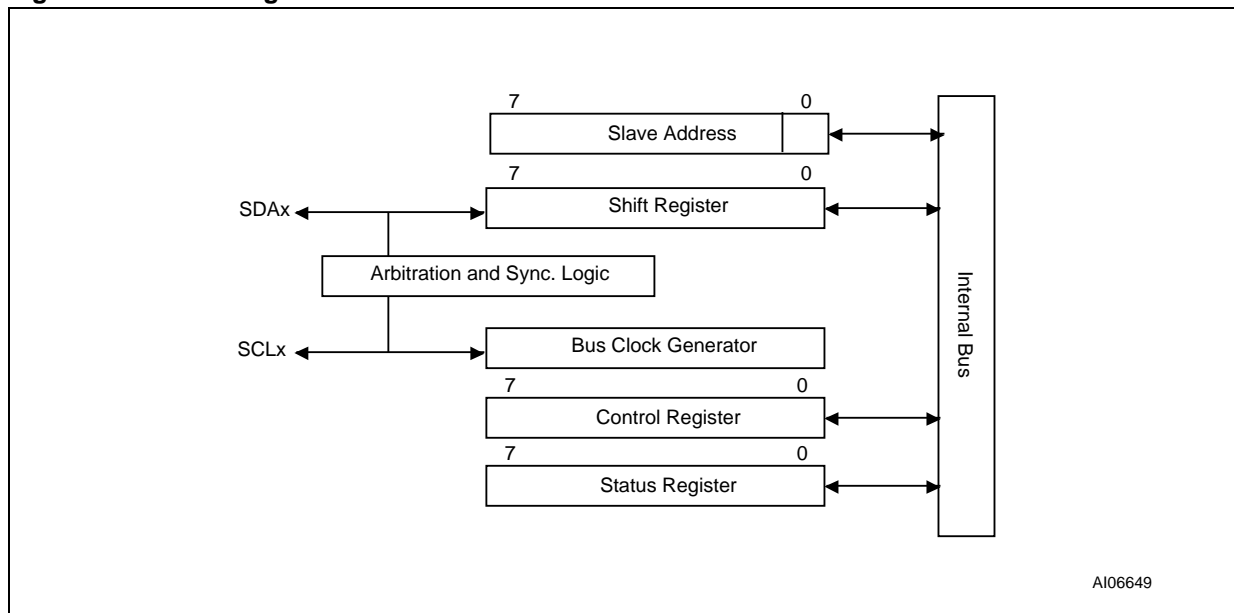 7 0
Slave Address
7 0
SDAx Shift Register
Arbitration and Sync. Logic
SCLx Bus Clock Generator
7 0
Control Register
7 0
Status Register
Internal Bus
AI06649